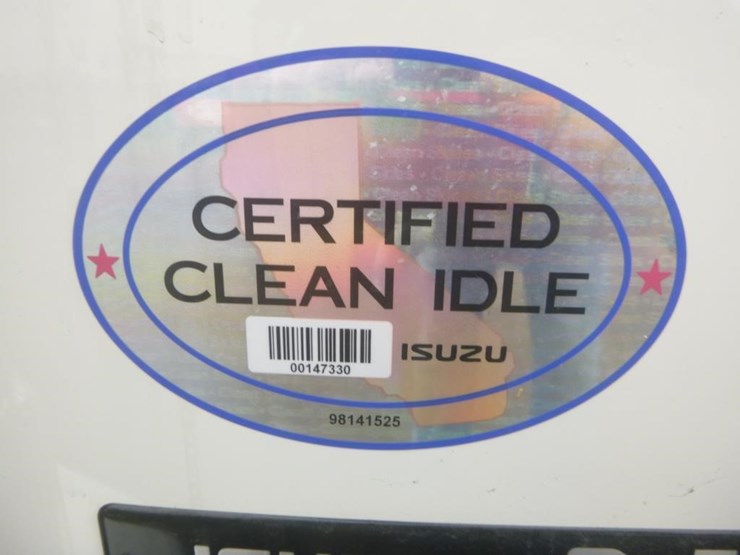 CERTIFIED
CLEAN IDLE
ISUZU
00147330
98141525